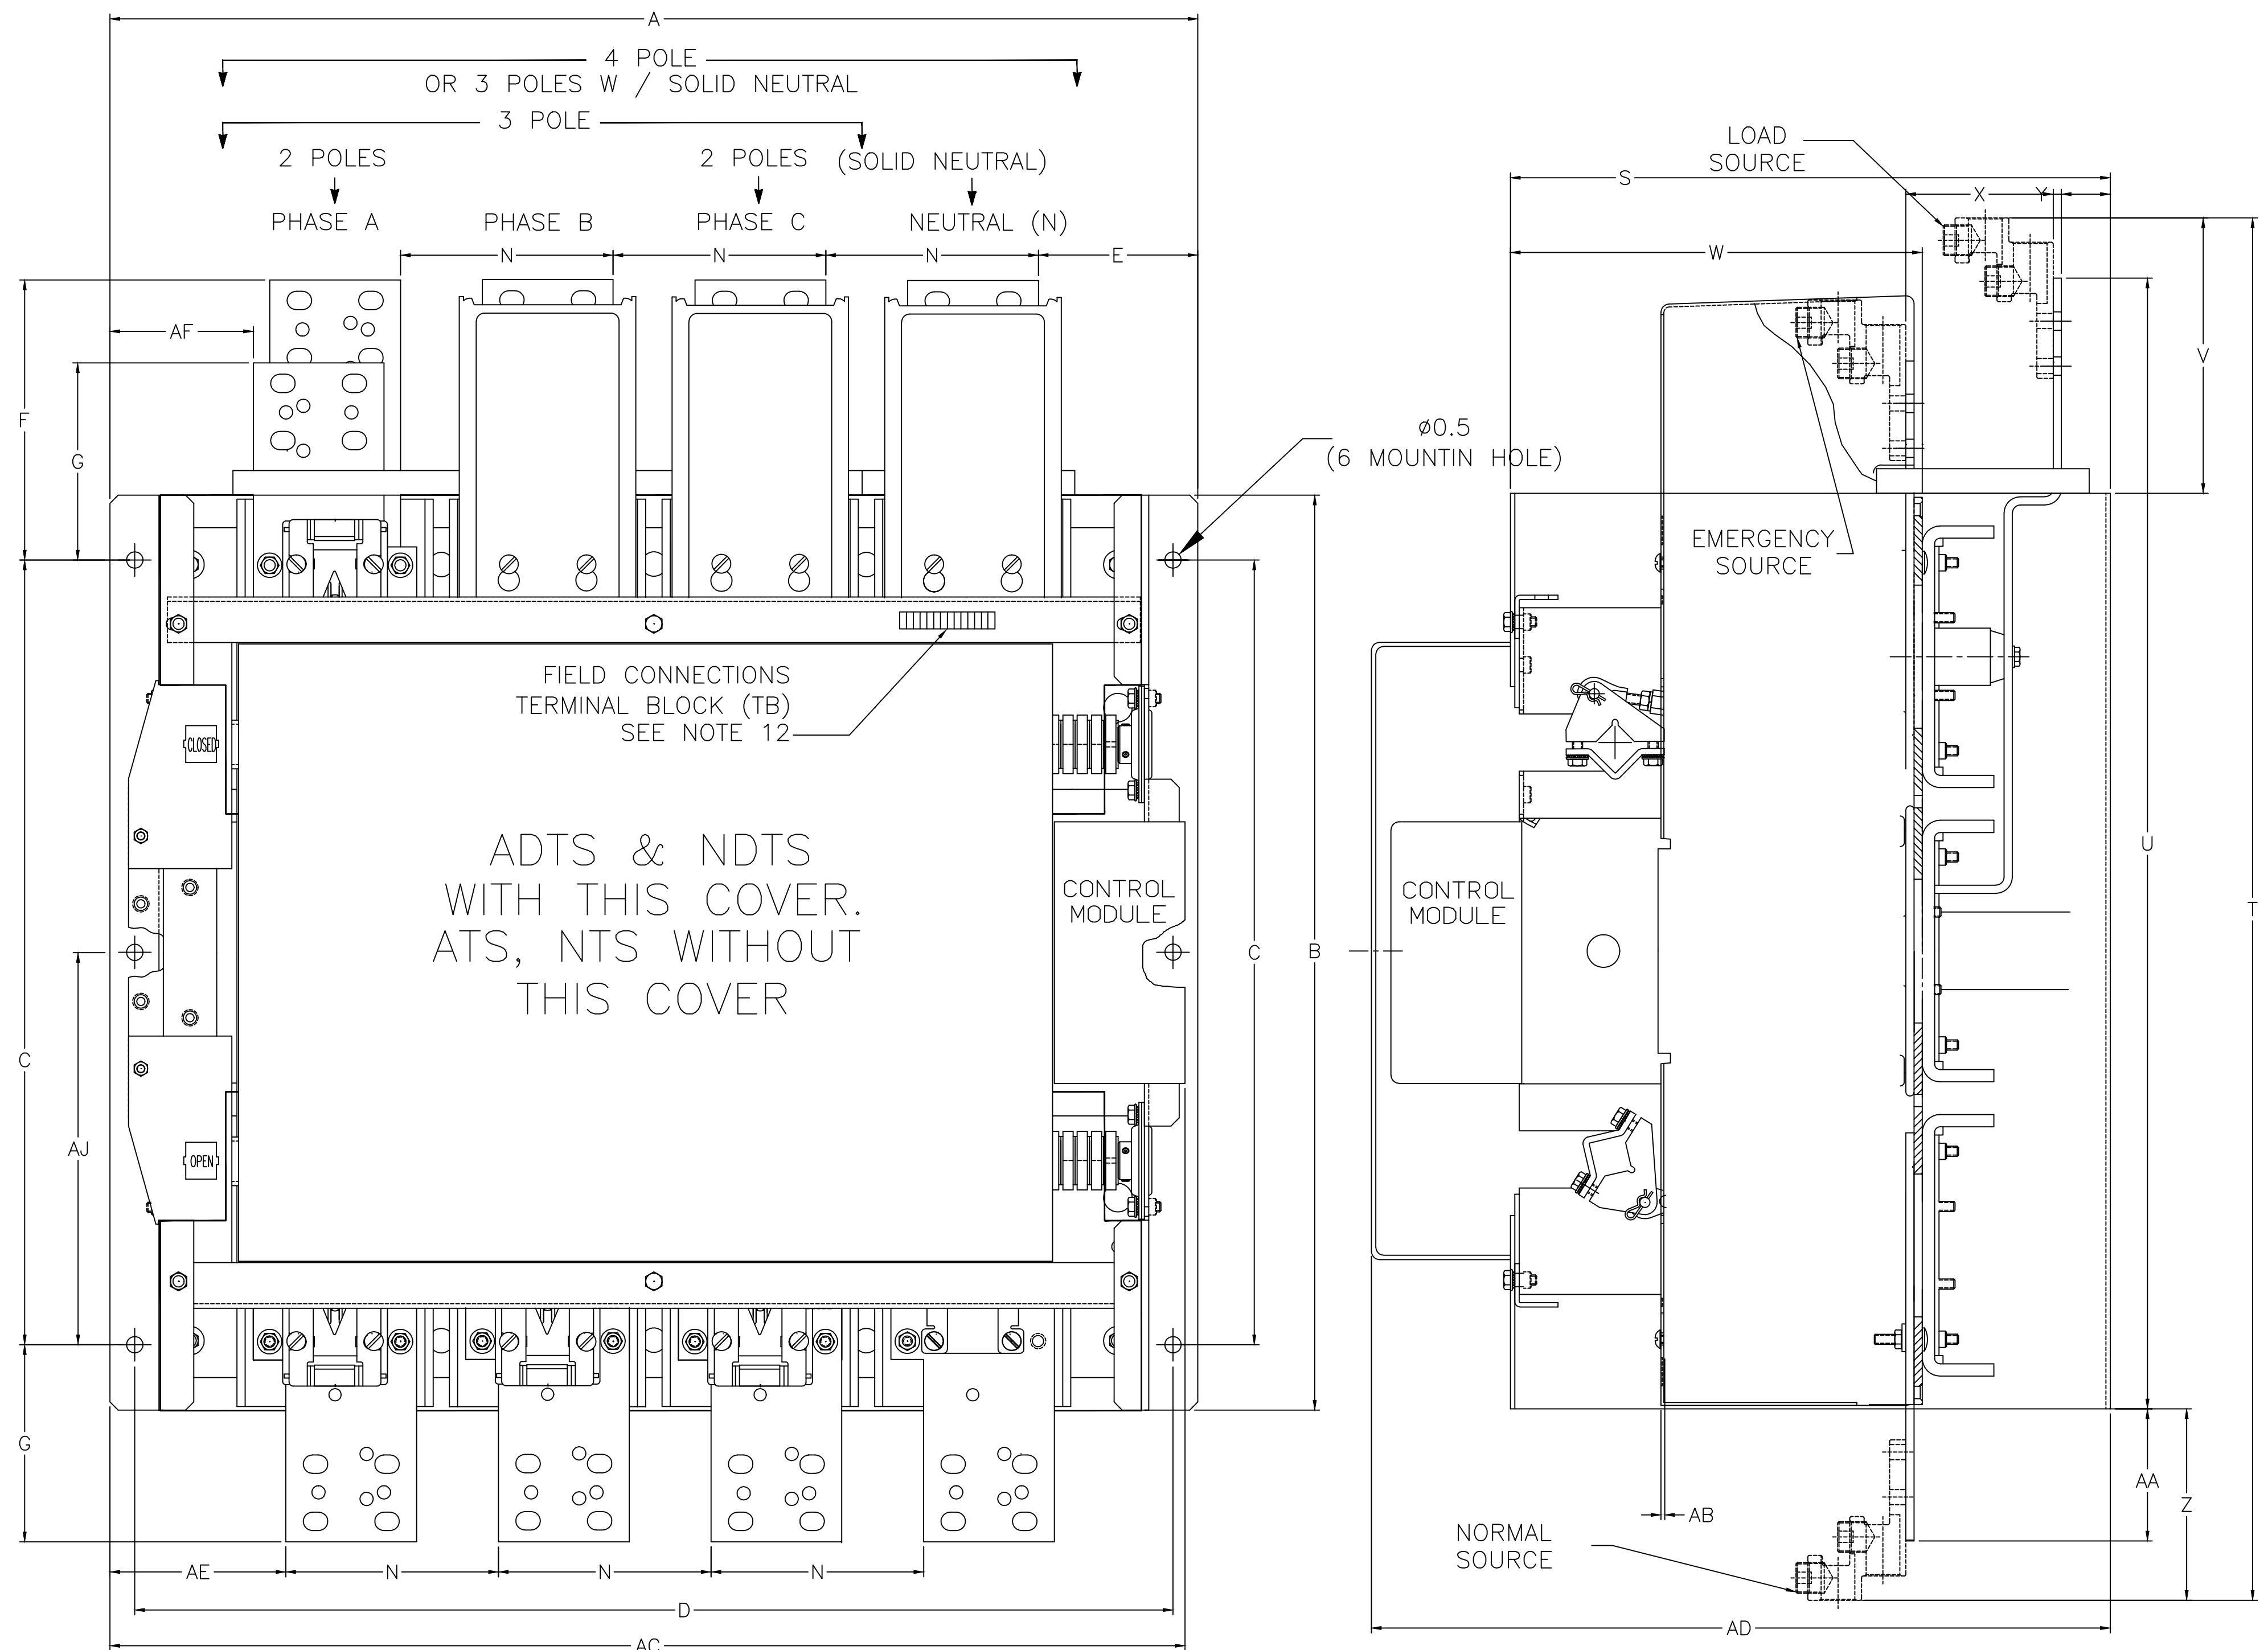 A
4 POLE
OR 3 POLES W / SOLID NEUTRAL
3 POLE
2 POLES
2 POLES
(SOLID NEUTRAL)
PHASE A
PHASE B
PHASE C
NEUTRAL (N)
N
N
N
E
AF
F
G
ø0.5
(6 MOUNTIN HOLE)
FIELD CONNECTIONS
TERMINAL BLOCK (TB)
SEE NOTE 12
CLOSED
ADTS & NDTS
WITH THIS COVER.
ATS, NTS WITHOUT
THIS COVER
CONTROL
MODULE
C
B
C
AJ
OPEN
G
AE
N
N
N
D
AC
LOAD
SOURCE
S
X
Y
W
V
EMERGENCY
SOURCE
CONTROL
MODULE
U
T
AB
AA
Z
NORMAL
SOURCE
AD